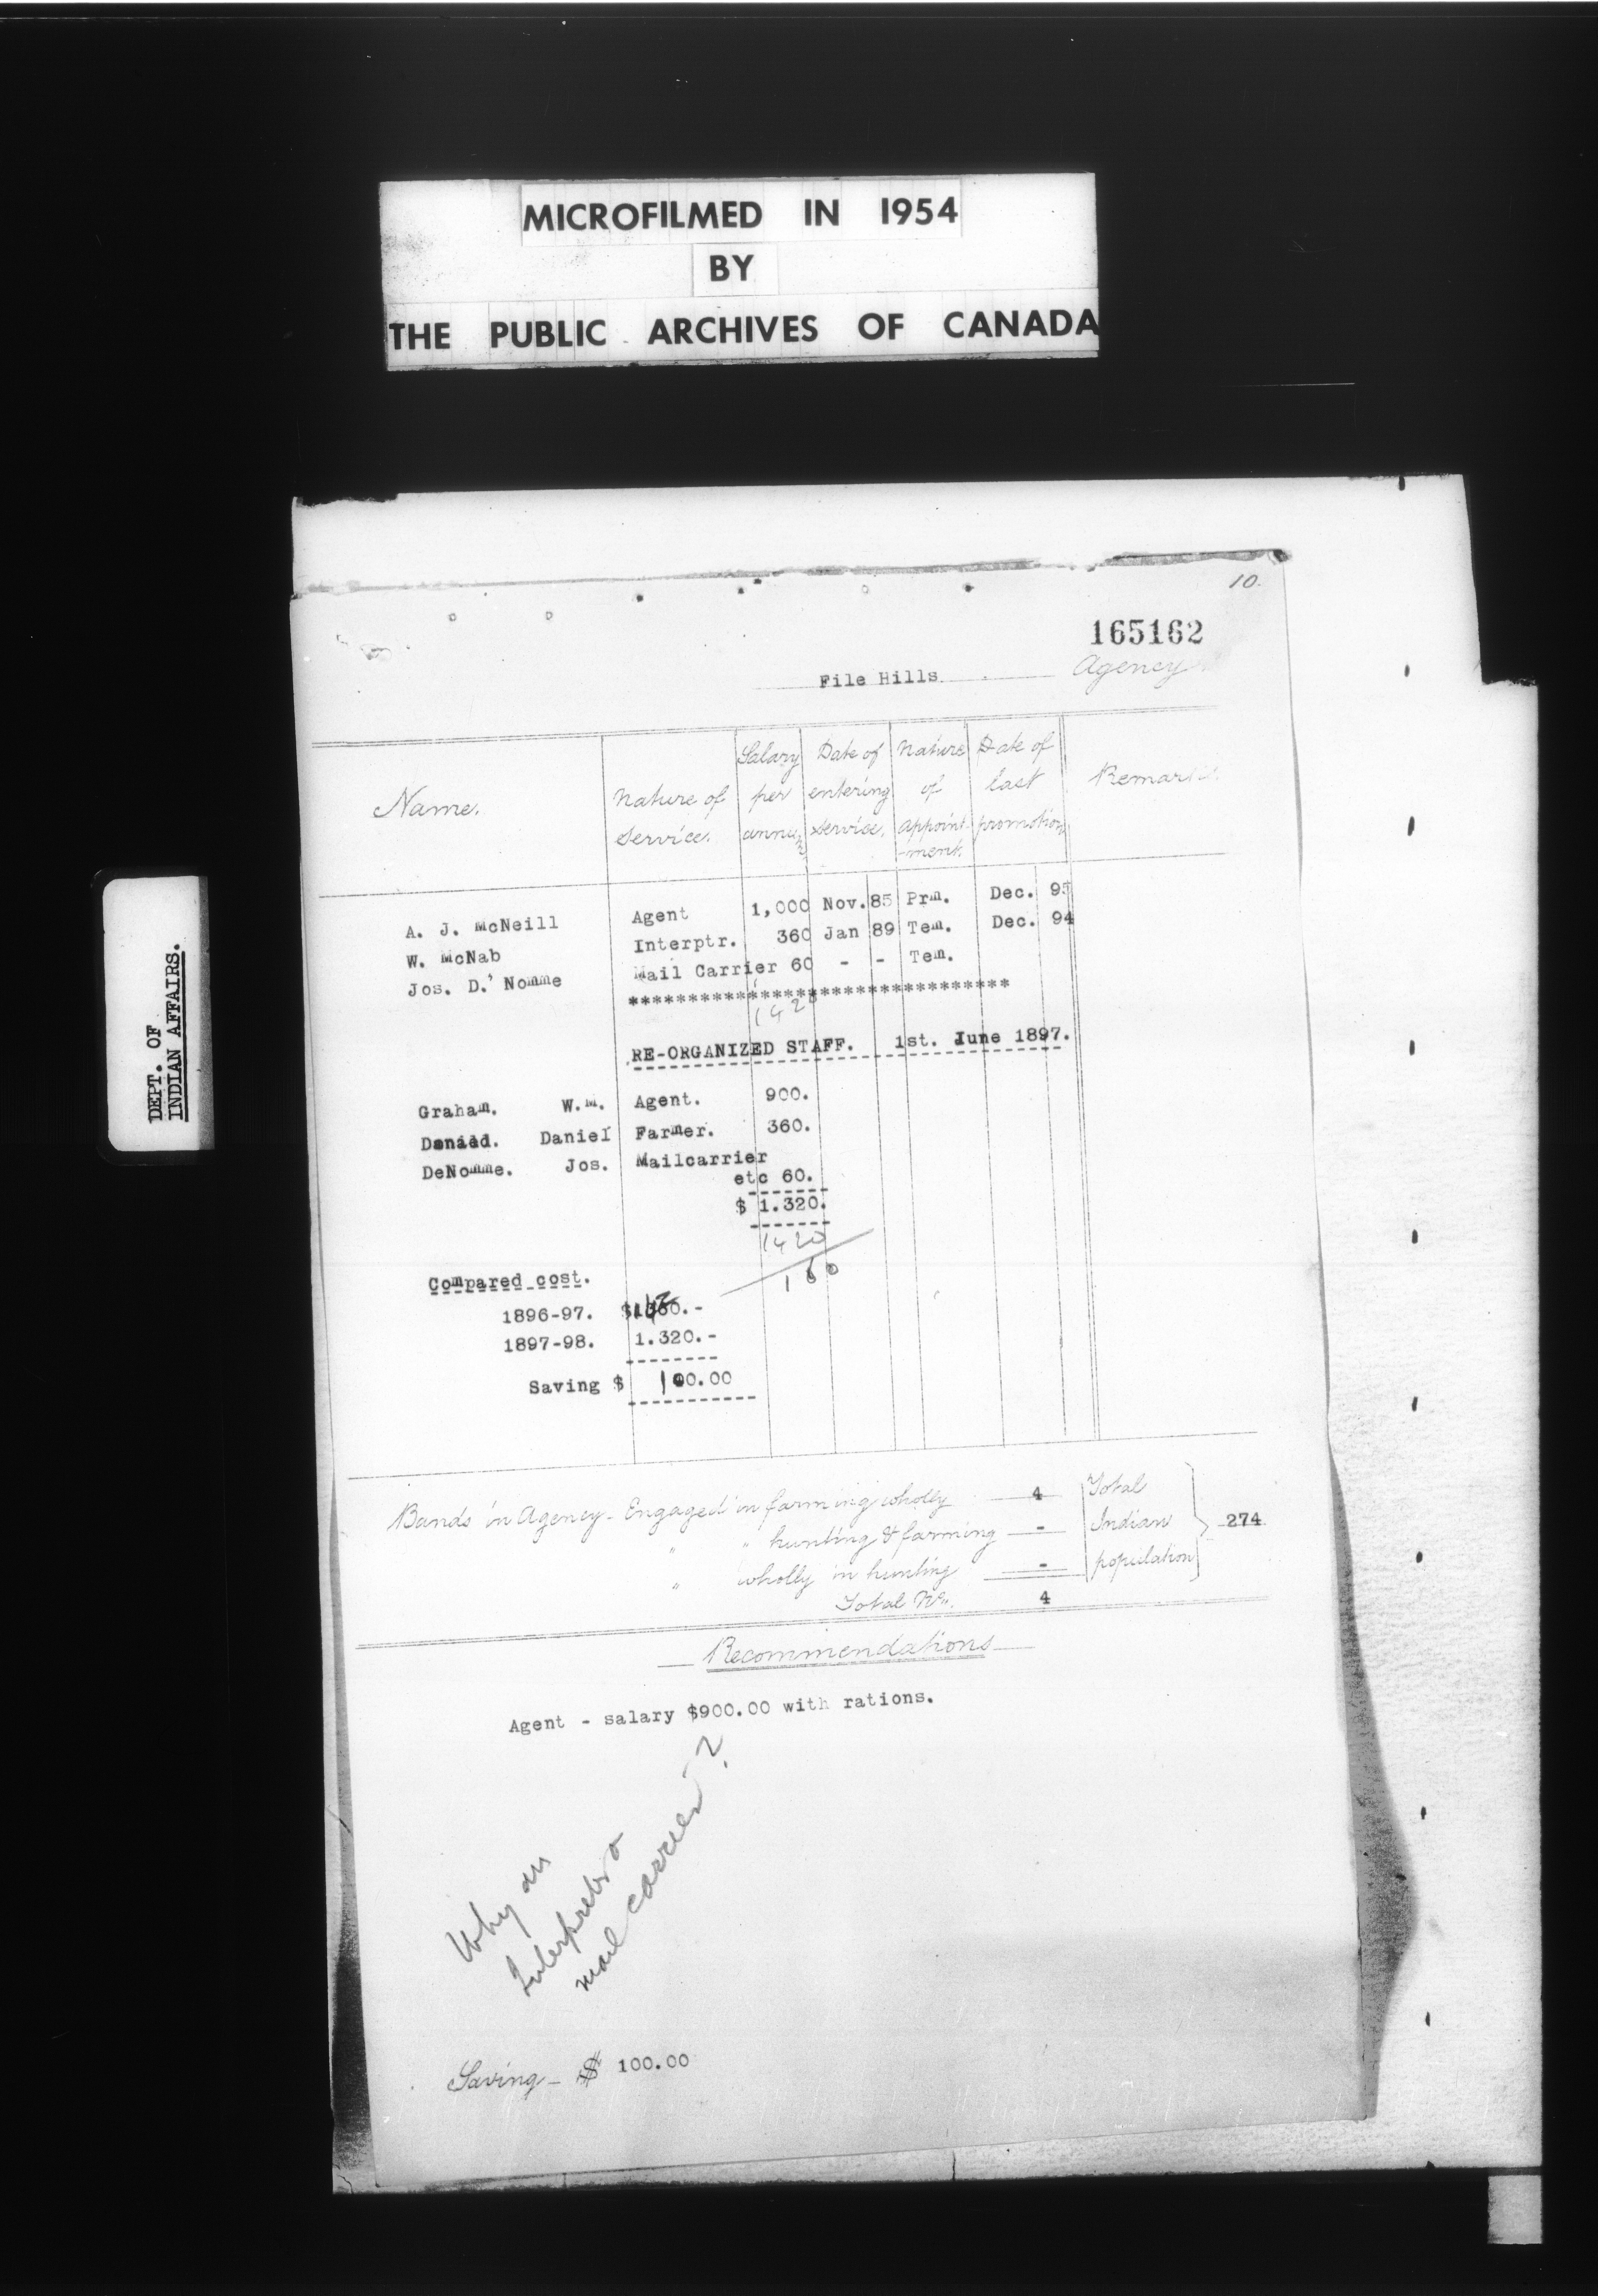 MICROFILMED IN 1954
BY
THE PUBLIC ARCHIVES OF CANADA
DEPT. OF
INDIAN AFFAIRS.
10.
165162
File Hills Agency
Name. Nature of Service. Salary per annum Date of entering service. Nature of appoint-ment. Date of last promotion Remarks
A. J. McNeill Agent 1,000 Nov. 85 Prm. Dec. 95
W. McNab Interptr. 360 Jan 89 Tem. Dec. 94
Jos. D.' Nomme Mail Carrier 60 - - Tem.
********************************
1420
RE-ORGANIZED STAFF. 1st. June 1897.
Graham. W.M. Agent. 900.
Daniel Farmer. 360.
DeNomme. Jos. Mailcarrier
etc 60.
$ 1.320.
1420
Compared cost.
1896-97.
1897-98. 1.320.-
Saving $ 100.00
Bands in Agency - Engaged in farming wholly 4
" " hunting & farming -
" wholly in hunting -
Total No. 4
Total Indian population 274
Recommendations
Agent - salary $900.00 with rations.
Why an
Interpreter
mail carrier?
Saving - $ 100.00